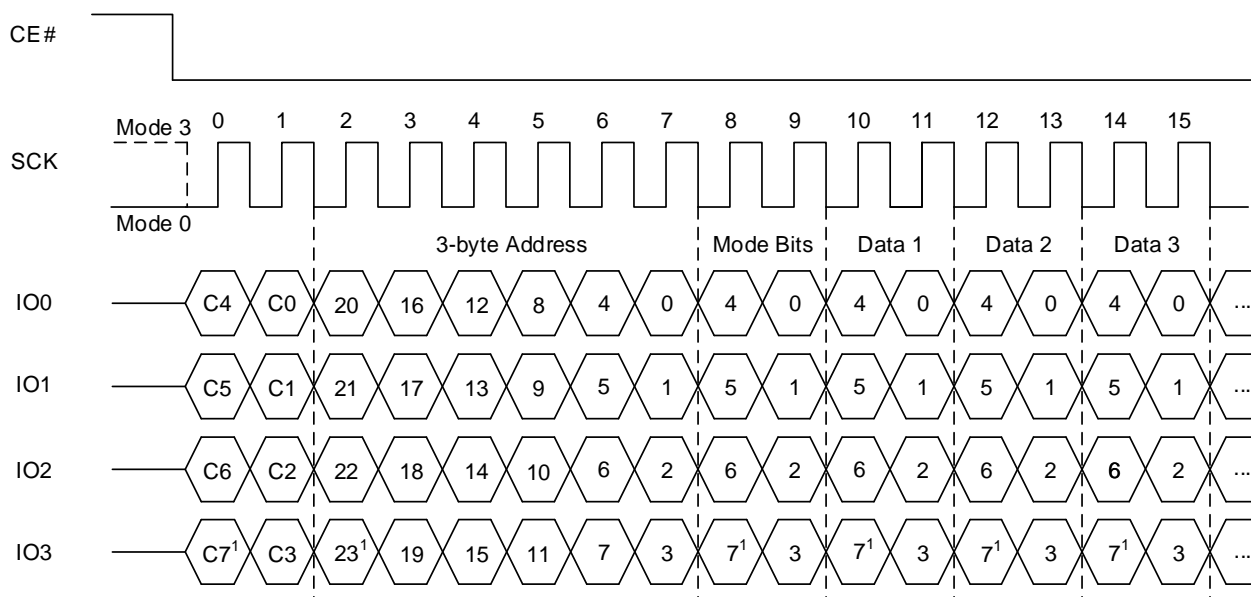 CE#
Mode 3 0 1 2 3 4 5 6 7 8 9 10 11 12 13 14 15
SCK
Mode 0
3-byte Address Mode Bits Data 1 Data 2 Data 3
IO0 C4 C0 20 16 12 8 4 0 4 0 4 0 4 0 4 0 ...
IO1 C5 C1 21 17 13 9 5 1 5 1 5 1 5 1 5 1 ...
IO2 C6 C2 22 18 14 10 6 2 6 2 6 2 6 2 6 2 ...
IO3 C7¹ C3 23¹ 19 15 11 7 3 7¹ 3 7¹ 3 7¹ 3 7¹ 3 ...